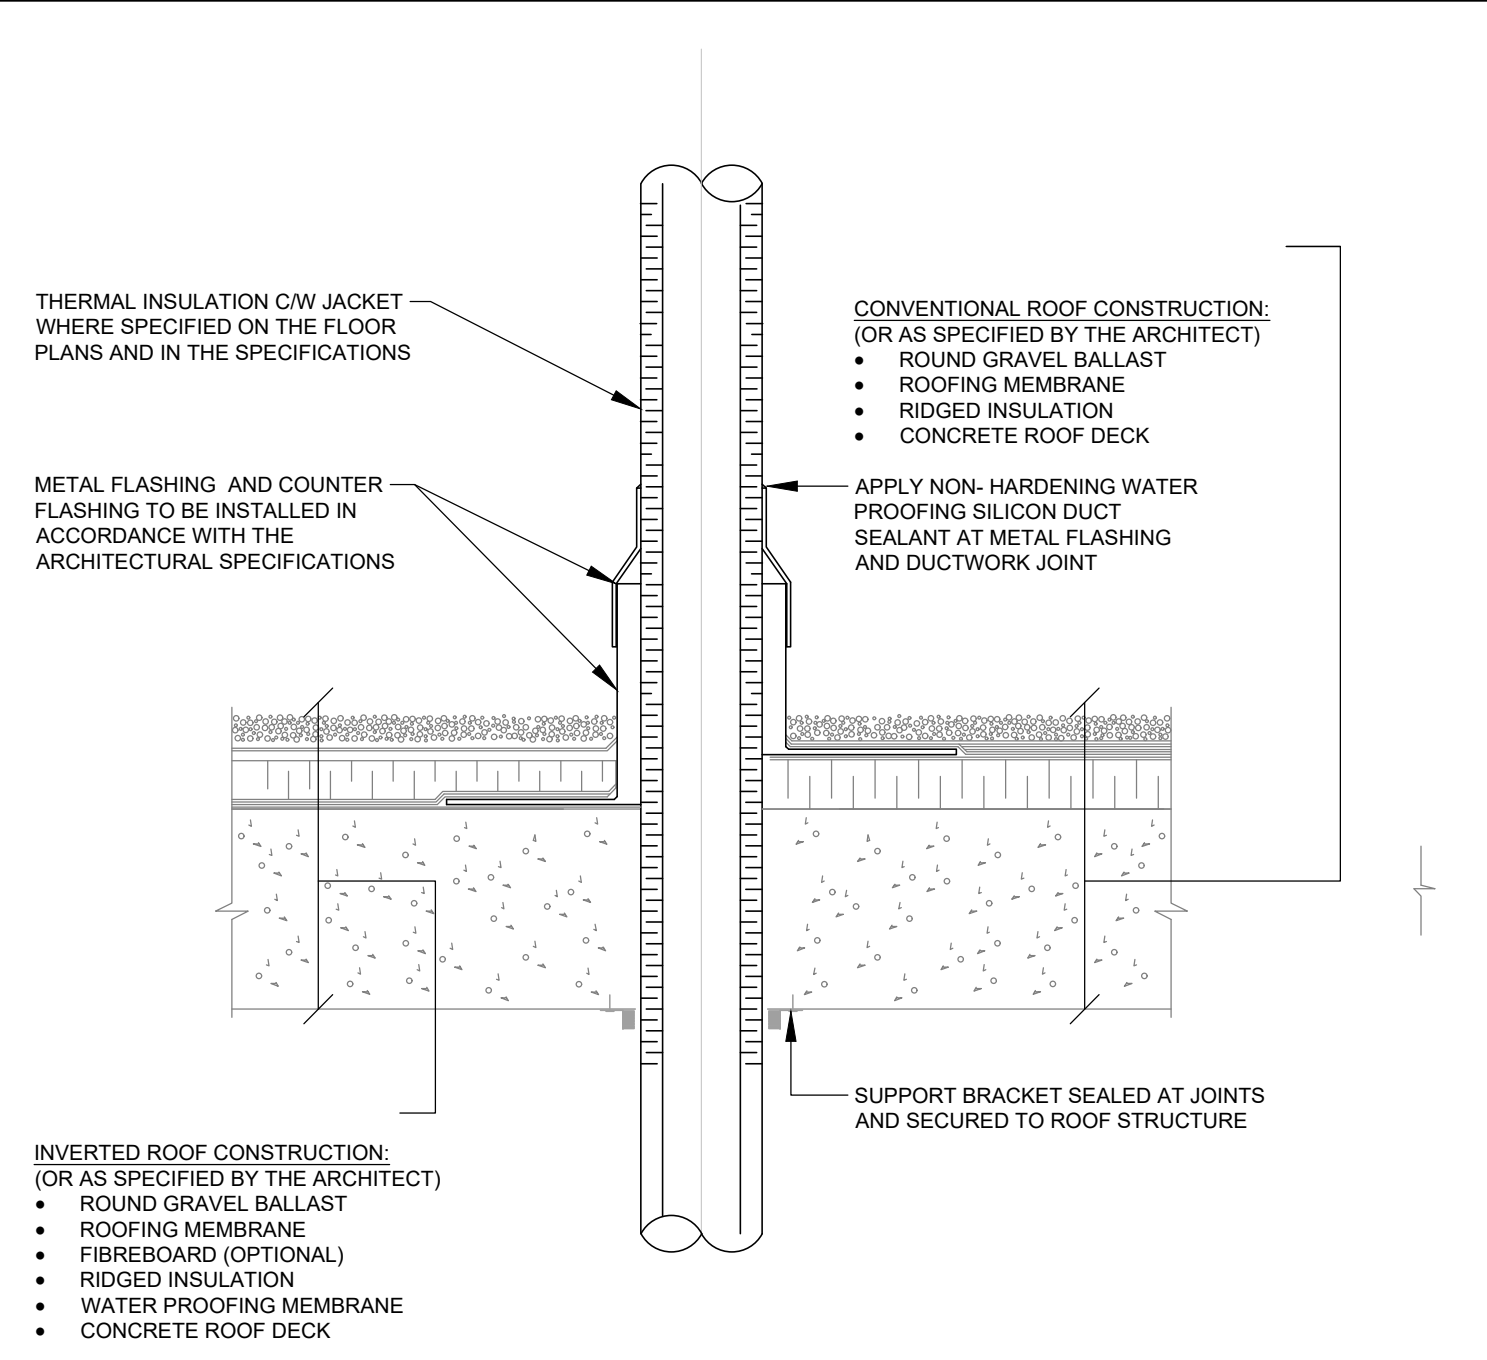 THERMAL INSULATION C/W JACKET
WHERE SPECIFIED ON THE FLOOR
PLANS AND IN THE SPECIFICATIONS
METAL FLASHING AND COUNTER
FLASHING TO BE INSTALLED IN
ACCORDANCE WITH THE
ARCHITECTURAL SPECIFICATIONS
CONVENTIONAL ROOF CONSTRUCTION:
(OR AS SPECIFIED BY THE ARCHITECT)
• ROUND GRAVEL BALLAST
• ROOFING MEMBRANE
• RIDGED INSULATION
• CONCRETE ROOF DECK
APPLY NON- HARDENING WATER
PROOFING SILICON DUCT
SEALANT AT METAL FLASHING
AND DUCTWORK JOINT
SUPPORT BRACKET SEALED AT JOINTS
AND SECURED TO ROOF STRUCTURE
INVERTED ROOF CONSTRUCTION:
(OR AS SPECIFIED BY THE ARCHITECT)
• ROUND GRAVEL BALLAST
• ROOFING MEMBRANE
• FIBREBOARD (OPTIONAL)
• RIDGED INSULATION
• WATER PROOFING MEMBRANE
• CONCRETE ROOF DECK